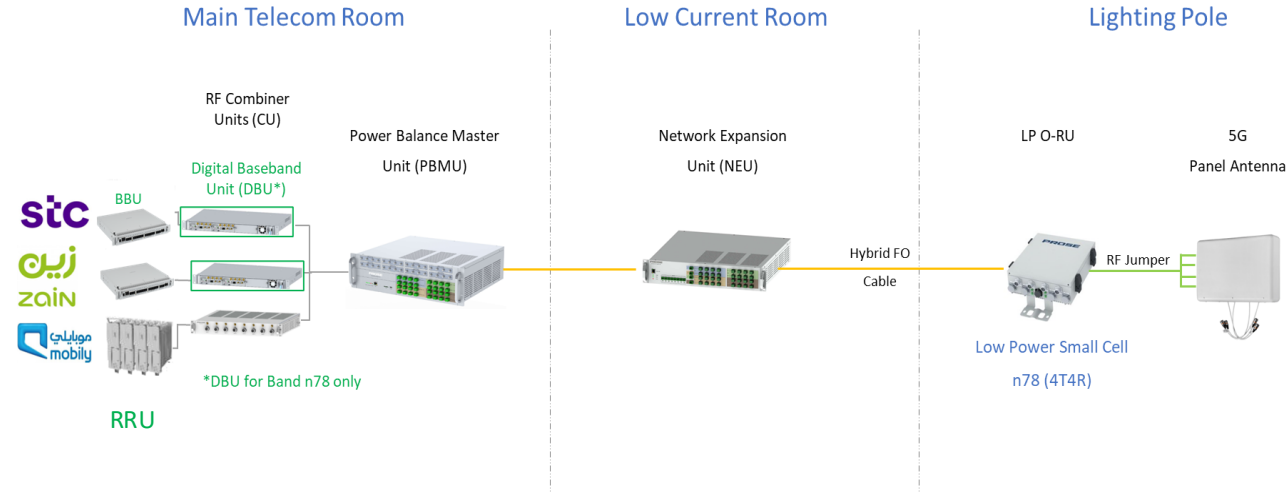 Main Telecom Room
Low Current Room
Lighting Pole
RF Combiner
Units (CU)
Digital Baseband
Unit (DBU*)
Power Balance Master
Unit (PBMU)
Network Expansion
Unit (NEU)
LP O-RU
5G
Panel Antenna
BBU
stc
زين
zain
موبايلي
mobily
RRU
*DBU for Band n78 only
Hybrid FO
Cable
PROSE
RF Jumper
Low Power Small Cell
n78 (4T4R)